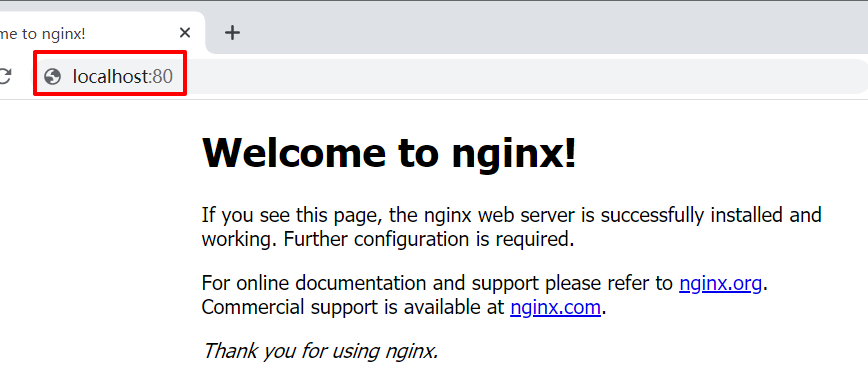 me to nginx!
localhost:80
Welcome to nginx!
If you see this page, the nginx web server is successfully installed and
working. Further configuration is required.
For online documentation and support please refer to nginx.org.
Commercial support is available at nginx.com.
Thank you for using nginx.